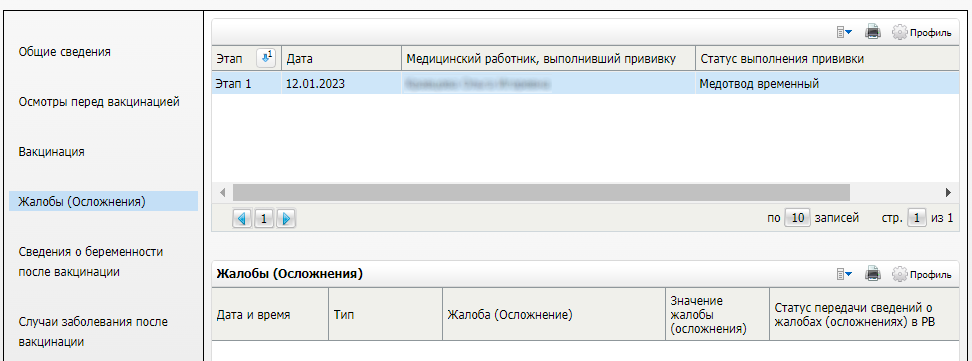 Общие сведения
Осмотры перед вакцинацией
Вакцинация
Жалобы (Осложнения)
Сведения о беременности
после вакцинации
Случаи заболевания после
вакцинации
Профиль
Этап 1 Дата Медицинский работник, выполнивший прививку Статус выполнения прививки
Этап 1 12.01.2023 Медотвод временный
1 по 10 записей стр. 1 из 1
Жалобы (Осложнения) Профиль
Дата и время Тип Жалоба (Осложнение) Значение
жалобы
(осложнения) Статус передачи сведений о
жалобах (осложнениях) в РВ